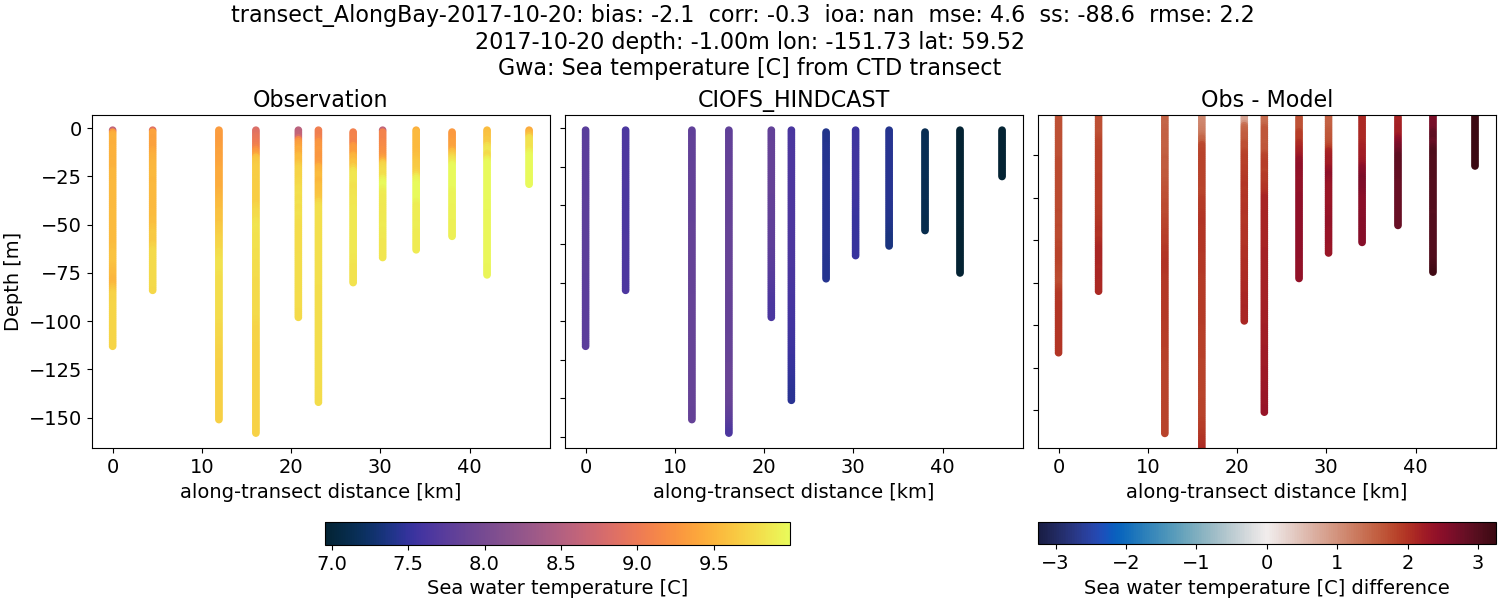 transect_AlongBay-2017-10-20: bias: -2.1  corr: -0.3  ioa: nan  mse: 4.6  ss: -88.6  rmse: 2.2
2017-10-20 depth: -1.00m lon: -151.73 lat: 59.52
Gwa: Sea temperature [C] from CTD transect
Observation
CIOFS_HINDCAST
Obs - Model
Depth [m]
0
−25
−50
−75
−100
−125
−150
0 10 20 30 40
0 10 20 30 40
0 10 20 30 40
along-transect distance [km]
along-transect distance [km]
along-transect distance [km]
7.0 7.5 8.0 8.5 9.0 9.5
Sea water temperature [C]
−3 −2 −1 0 1 2 3
Sea water temperature [C] difference